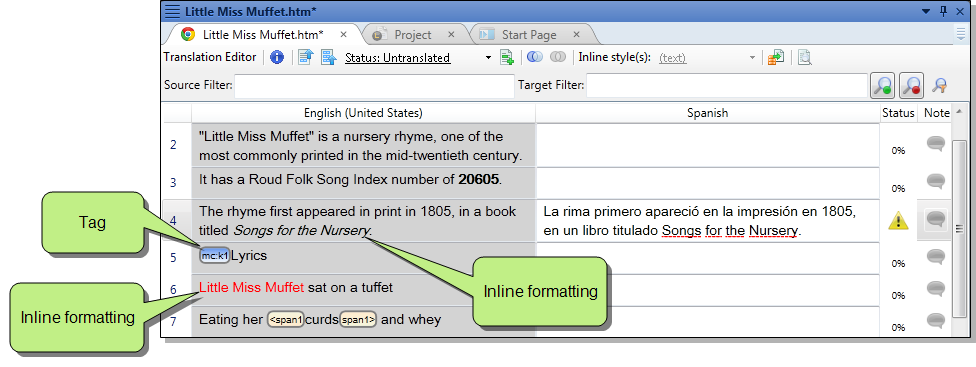 Little Miss Muffet.htm*
Little Miss Muffet.htm* Project Start Page
Translation Editor Status: Untranslated Inline style(s): (text)
Source Filter: Target Filter:
English (United States) Spanish Status Note
2 "Little Miss Muffet" is a nursery rhyme, one of the
most commonly printed in the mid-twentieth century.
0%
3 It has a Roud Folk Song Index number of 20605.
0%
Tag
4 The rhyme first appeared in print in 1805, in a book
titled Songs for the Nursery.
La rima primero apareció en la impresión en 1805,
en un libro titulado Songs for the Nursery.
5 mc:k1 Lyrics
0%
Inline formatting
6 Little Miss Muffet sat on a tuffet
0%
Inline formatting
7 Eating her <span1 curds span1> and whey
0%